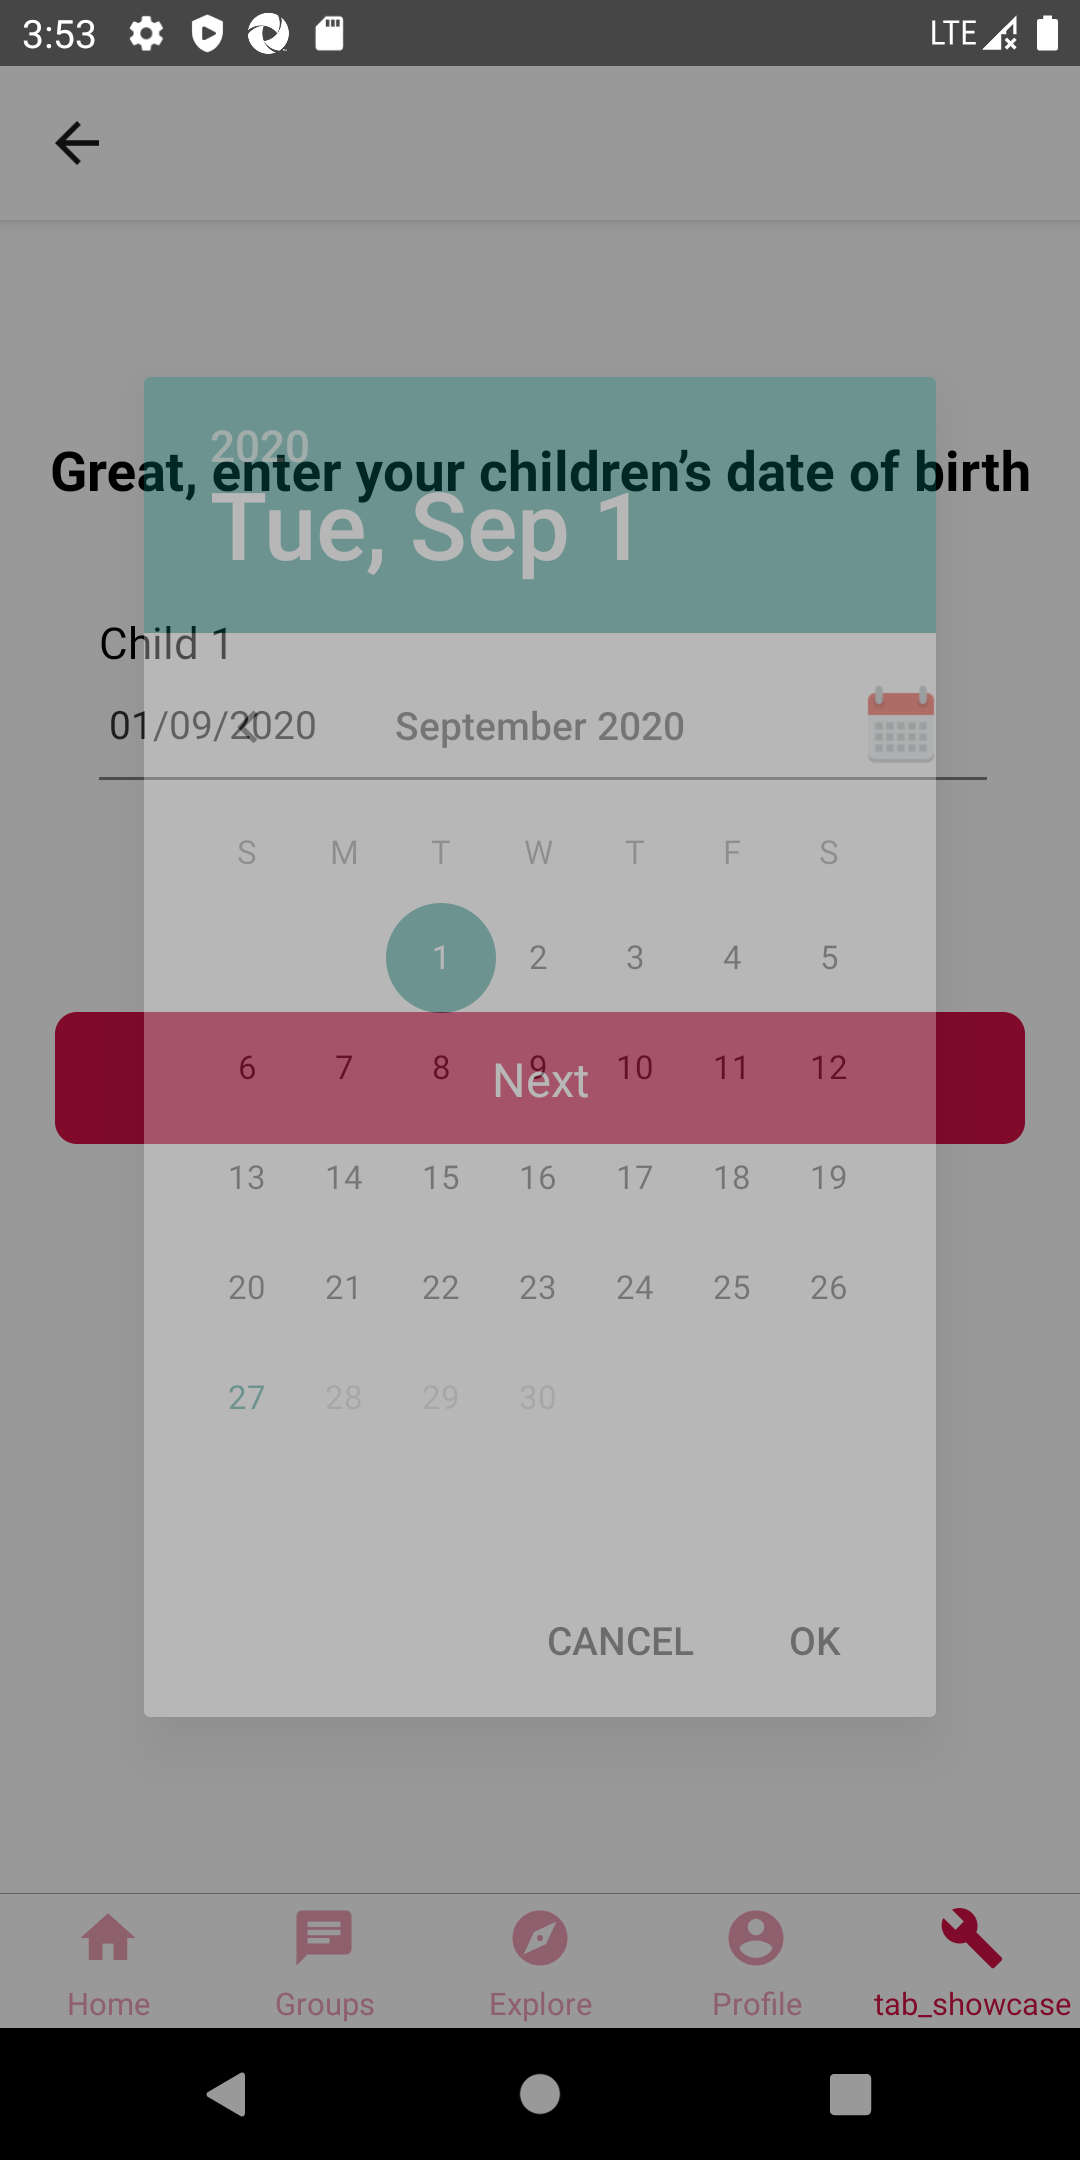 3:53 LTE
2020
Great, enter your children's date of birth
Tue, Sep 1
Child 1
01/09/2020
September 2020
S M T W T F S
1 2 3 4 5
6 7 8 9 10 11 12
Next
13 14 15 16 17 18 19
20 21 22 23 24 25 26
27 28 29 30
CANCEL OK
Home Groups Explore Profile tab_showcase